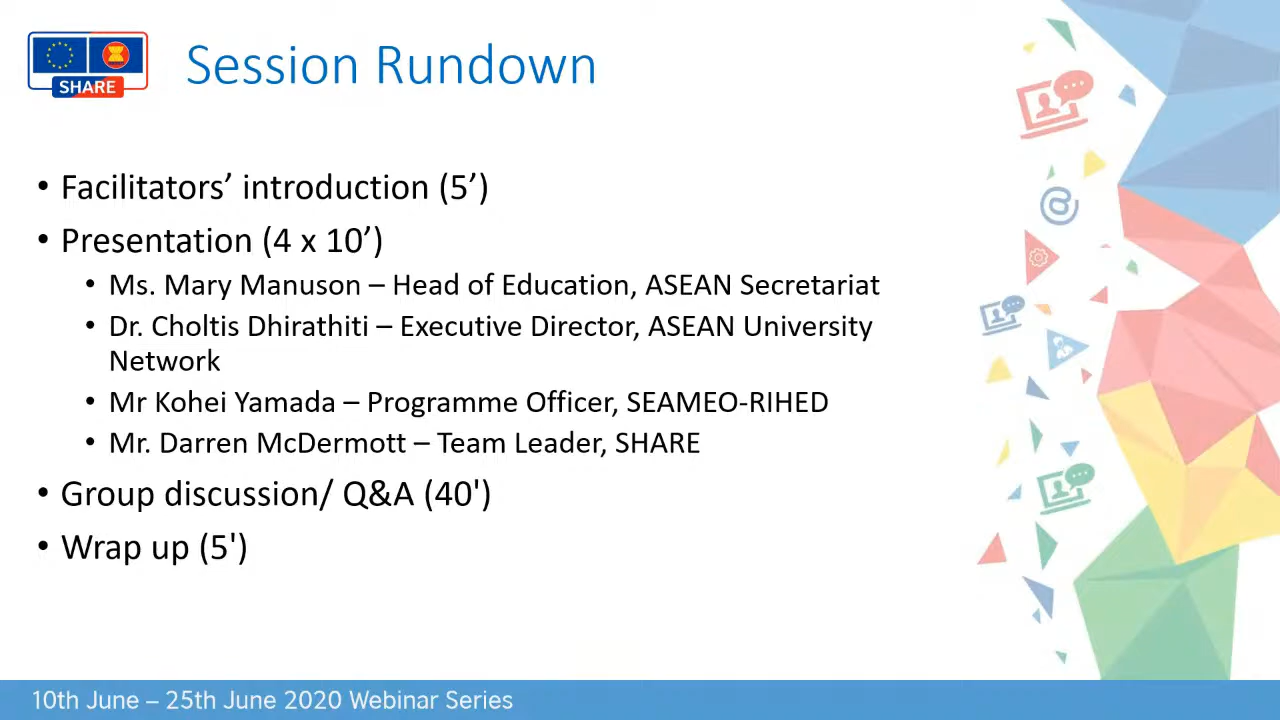 SHARE
Session Rundown
• Facilitators’ introduction (5’)
• Presentation (4 x 10’)
• Ms. Mary Manuson – Head of Education, ASEAN Secretariat
• Dr. Choltis Dhirathiti – Executive Director, ASEAN University
Network
• Mr Kohei Yamada – Programme Officer, SEAMEO-RIHED
• Mr. Darren McDermott – Team Leader, SHARE
• Group discussion/ Q&A (40')
• Wrap up (5')
10th June – 25th June 2020 Webinar Series